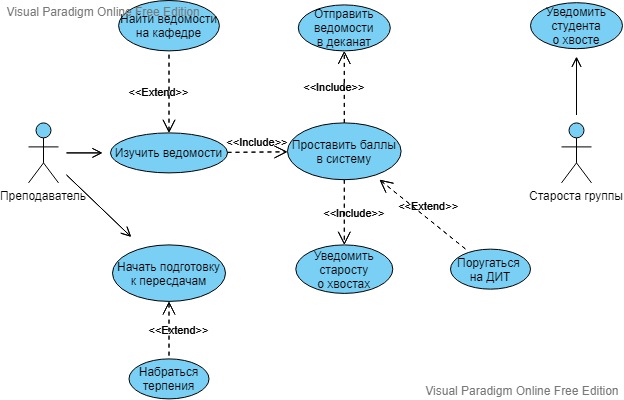 Visual Paradigm Online Free Edition
Найти ведомости
на кафедре
Отправить
ведомости
в деканат
Уведомить
студента
о хвосте
<<Extend>>
<<Include>>
Изучить ведомости
<<Include>>
Проставить баллы
в систему
Преподаватель
Староста группы
<<Include>>
<<Extend>>
Начать подготовку
к пересдачам
Уведомить
старосту
о хвостах
Поругаться
на ДИТ
<<Extend>>
Набраться
терпения
Visual Paradigm Online Free Edition